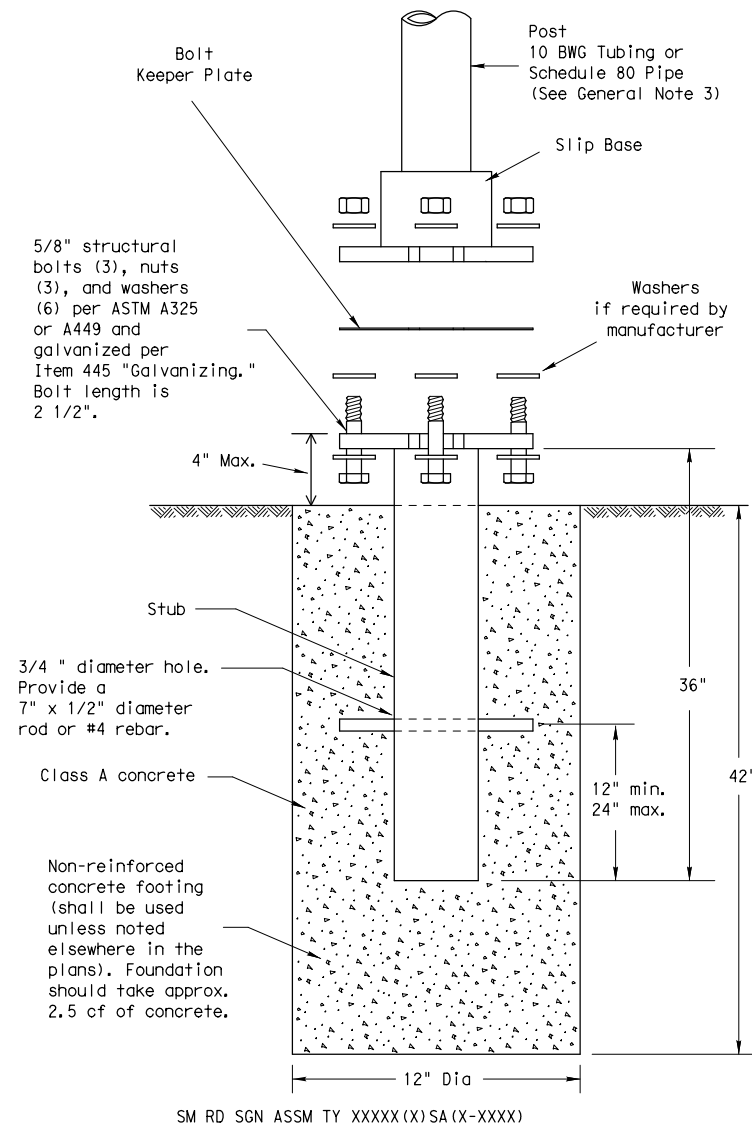 Post
10 BWG Tubing or
Schedule 80 Pipe
(See General Note 3)
Bolt
Keeper Plate
Slip Base
5/8" structural
bolts (3), nuts
(3), and washers
(6) per ASTM A325
or A449 and
galvanized per
Item 445 "Galvanizing."
Bolt length is
2 1/2".
Washers
if required by
manufacturer
4" Max.
Stub
3/4 " diameter hole.
Provide a
7" x 1/2" diameter
rod or #4 rebar.
36"
Class A concrete
12" min.
24" max.
42"
Non-reinforced
concrete footing
(shall be used
unless noted
elsewhere in the
plans). Foundation
should take approx.
2.5 cf of concrete.
12" Dia
SM RD SGN ASSM TY XXXXX(X)SA(X-XXXX)